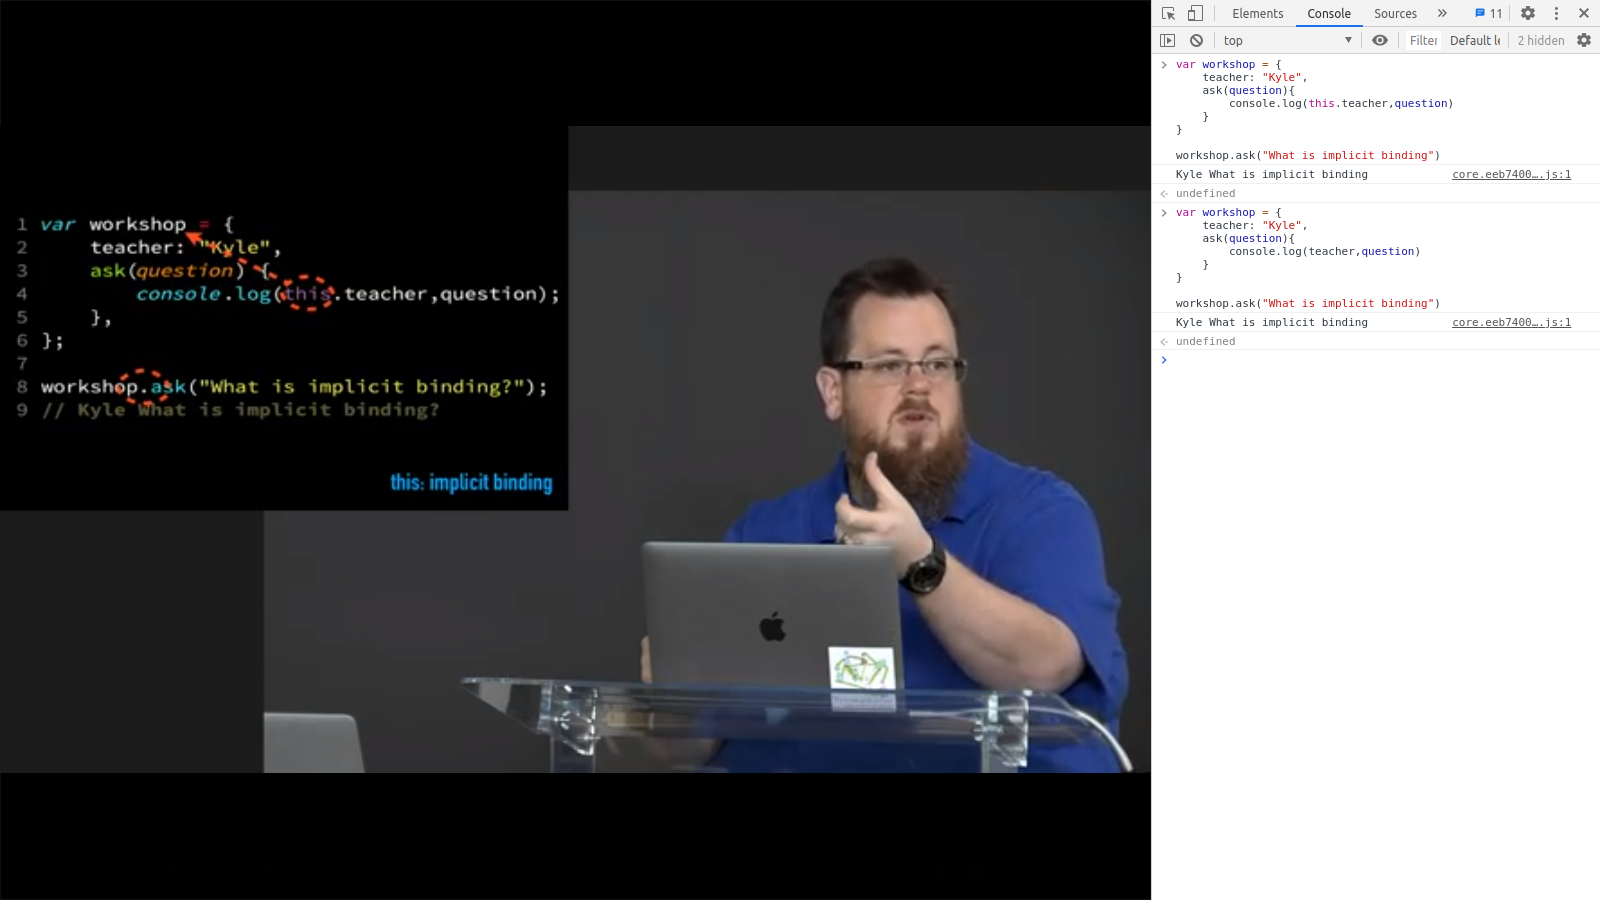 1 var workshop = {
2 teacher: "Kyle",
3 ask(question) {
4 console.log(this.teacher,question);
5 },
6 };
7
8 workshop.ask("What is implicit binding?");
9 // Kyle What is implicit binding?
this: implicit binding
Elements Console Sources » 11
top Filter Default le 2 hidden
var workshop = {
teacher: "Kyle",
ask(question){
console.log(this.teacher,question)
}
}
workshop.ask("What is implicit binding")
Kyle What is implicit binding core.eeb7400….js:1
undefined
var workshop = {
teacher: "Kyle",
ask(question){
console.log(teacher,question)
}
}
workshop.ask("What is implicit binding")
Kyle What is implicit binding core.eeb7400….js:1
undefined